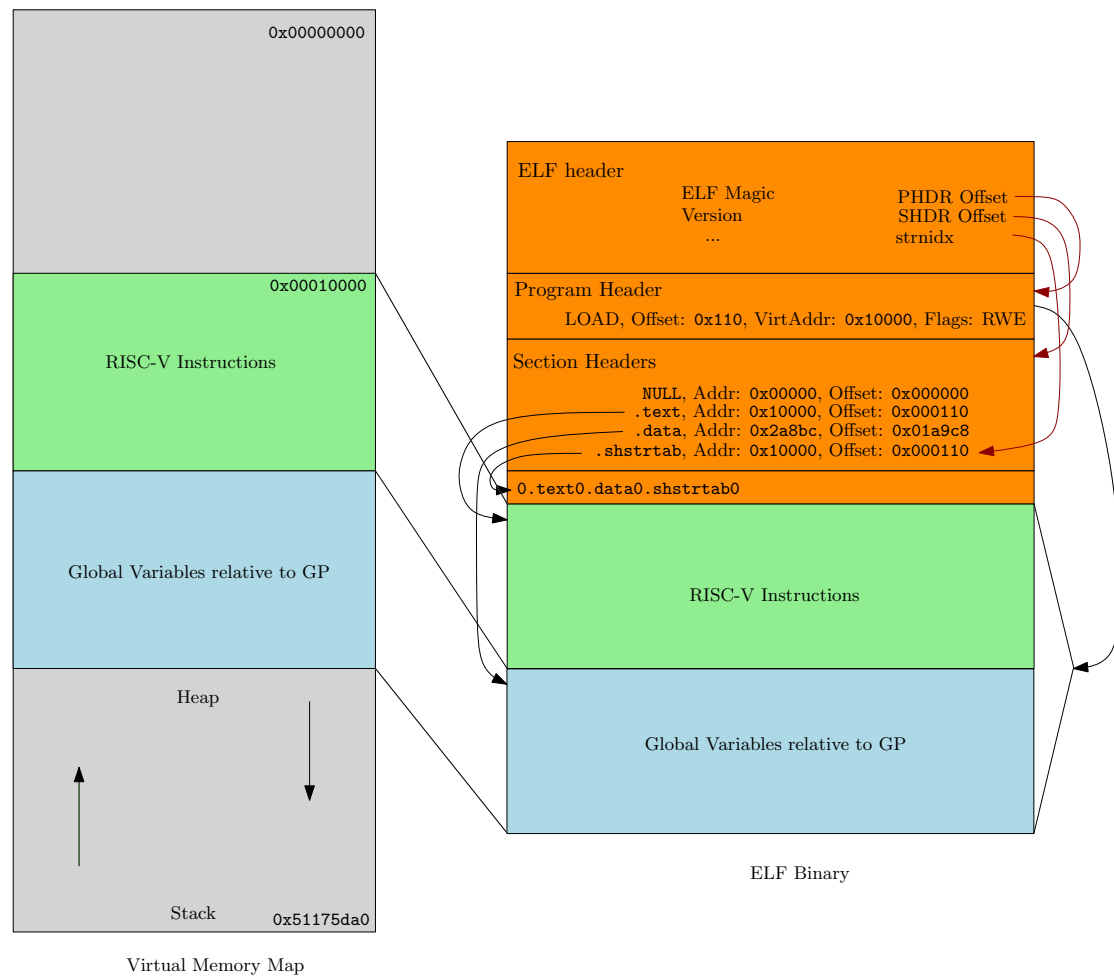 0x00000000
0x00010000
RISC-V Instructions
Global Variables relative to GP
Heap
Stack
0x51175da0
Virtual Memory Map
ELF header
ELF Magic
Version
...
PHDR Offset
SHDR Offset
strnidx
Program Header
LOAD, Offset: 0x110, VirtAddr: 0x10000, Flags: RWE
Section Headers
NULL, Addr: 0x00000, Offset: 0x000000
.text, Addr: 0x10000, Offset: 0x000110
.data, Addr: 0x2a8bc, Offset: 0x01a9c8
.shstrtab, Addr: 0x10000, Offset: 0x000110
0.text0.data0.shstrtab0
RISC-V Instructions
Global Variables relative to GP
ELF Binary